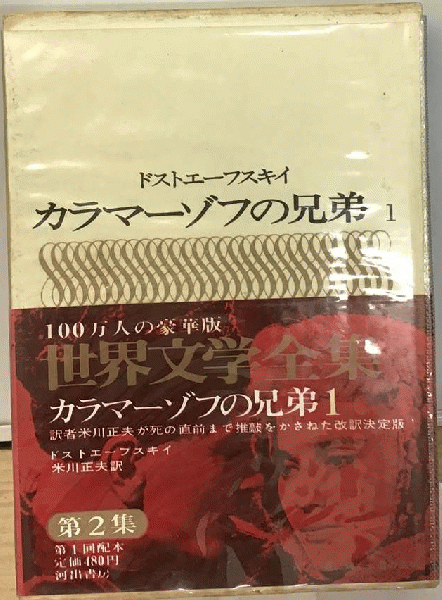 ドストエーフスキイ
カラマーゾフの兄弟 1
100万人の豪華版
世界文学全集
カラマーゾフの兄弟1
訳者米川正夫が死の直前まで推敲をかさねた改訳決定版
ドストエーフスキイ
米川正夫訳
第2集
第1回配本
定価480円
河出書房